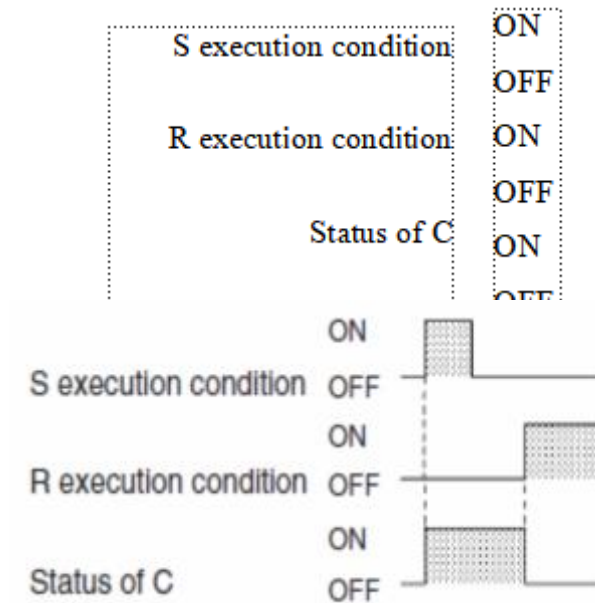 S execution condition ON
OFF
R execution condition ON
OFF
Status of C ON
OFF
ON
S execution condition OFF
ON
R execution condition OFF
ON
Status of C OFF